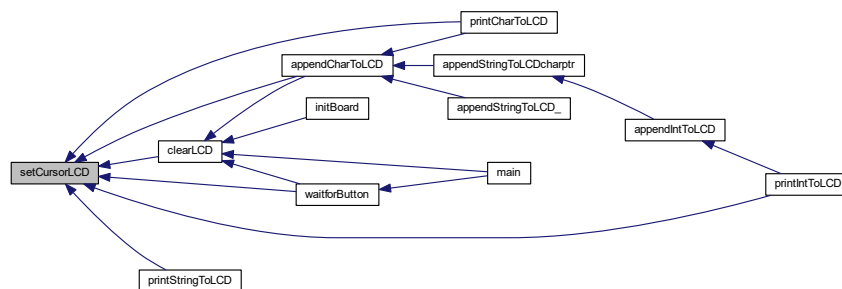 printCharToLCD
appendCharToLCD
appendStringToLCDcharptr
initBoard
appendStringToLCD_
appendIntToLCD
clearLCD
setCursorLCD
main
printIntToLCD
waitforButton
printStringToLCD